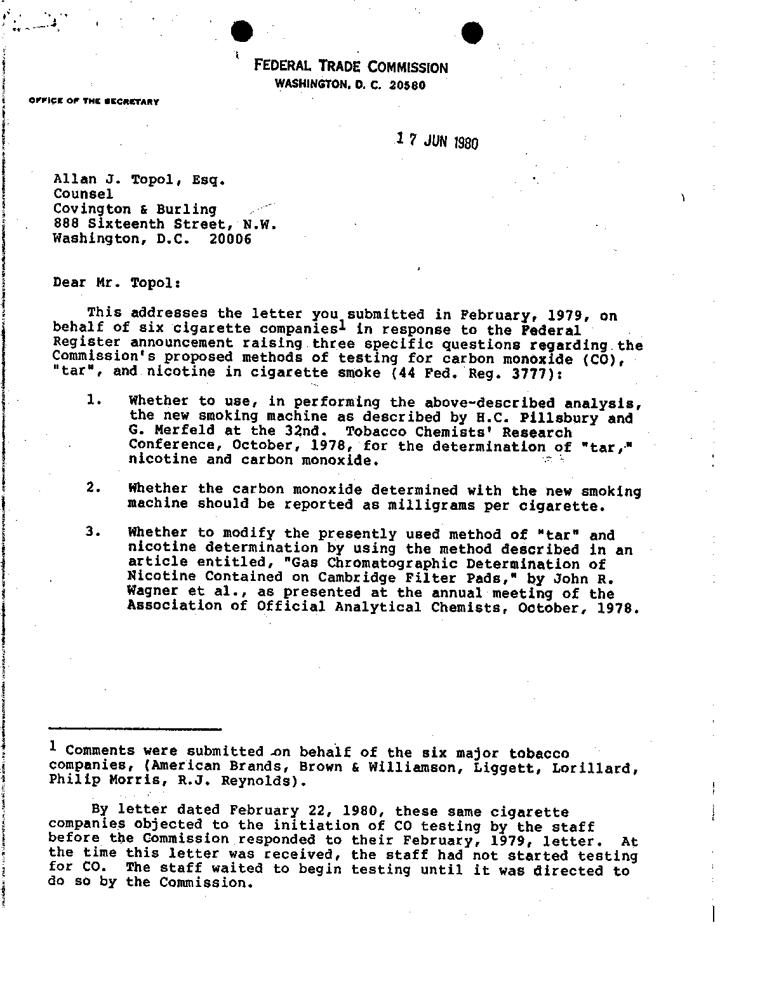 FEDERAL TRADE COMMISSION
WASHINGTON, D. C. 20580
OFFICE OF THE SECRETARY
17 JUN 1980
Allan J. Topol, Esq.
Counsel
Covington & Burling
888 Sixteenth Street, N.W.
Washington, D.C. 20006
Dear Mr. Topol:
This addresses the letter you submitted in February, 1979, on
behalf of six cigarette companies1 in response to the Federal
Register announcement raising three specific questions regarding the
Commission's proposed methods of testing for carbon monoxide (CO),
"tar", and nicotine in cigarette smoke (44 Fed. Reg. 3777):
1. Whether to use, in performing the above-described analysis,
the new smoking machine as described by H.C. Pillsbury and
G. Merfeld at the 32nd. Tobacco Chemists' Research
Conference, October, 1978, for the determination of "tar,"
nicotine and carbon monoxide.
2. Whether the carbon monoxide determined with the new smoking
machine should be reported as milligrams per cigarette.
3. Whether to modify the presently used method of "tar" and
nicotine determination by using the method described in an
article entitled, "Gas Chromatographic Determination of
Nicotine Contained on Cambridge Filter Pads," by John R.
Wagner et al., as presented at the annual meeting of the
Association of Official Analytical Chemists, October, 1978.
1 Comments were submitted on behalf of the six major tobacco
companies, (American Brands, Brown & Williamson, Liggett, Lorillard,
Philip Morris, R.J. Reynolds).
By letter dated February 22, 1980, these same cigarette
companies objected to the initiation of CO testing by the staff
before the Commission responded to their February, 1979, letter. At
the time this letter was received, the staff had not started testing
for CO. The staff waited to begin testing until it was directed to
do so by the Commission.